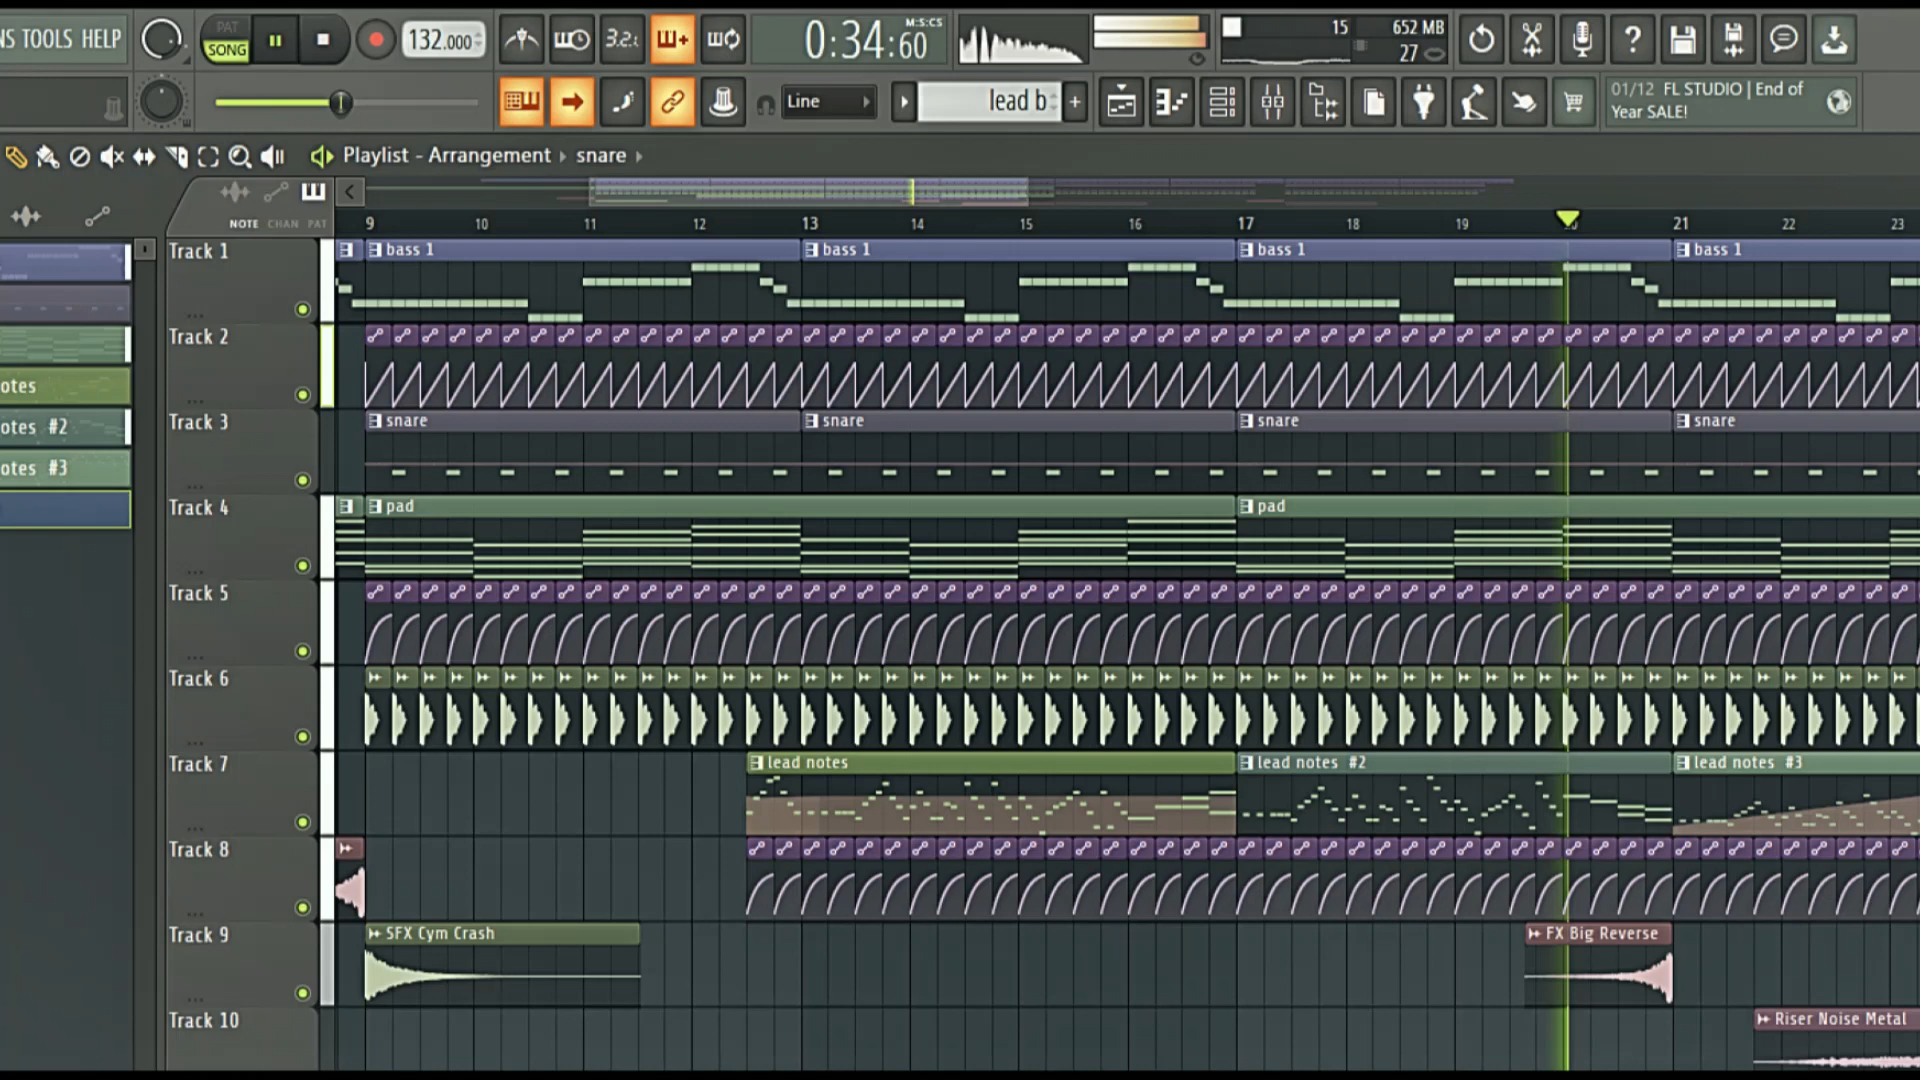 NS TOOLS HELP
PAT
SONG
132.000
3.2.
M:S:CS
0:34:60
15
652 MB
27
Line
lead b
01/12 FL STUDIO | End of
Year SALE!
Playlist - Arrangement snare
NOTE CHAN PAT
9 10 11 12 13 14 15 16 17 18 19 21 22 23
otes
otes #2
otes #3
Track 1
bass 1
bass 1
bass 1
bass 1
Track 2
Track 3
snare
snare
snare
snare
Track 4
pad
pad
Track 5
Track 6
Track 7
lead notes
lead notes #2
lead notes #3
Track 8
Track 9
SFX Cym Crash
FX Big Reverse
Track 10
Riser Noise Metal